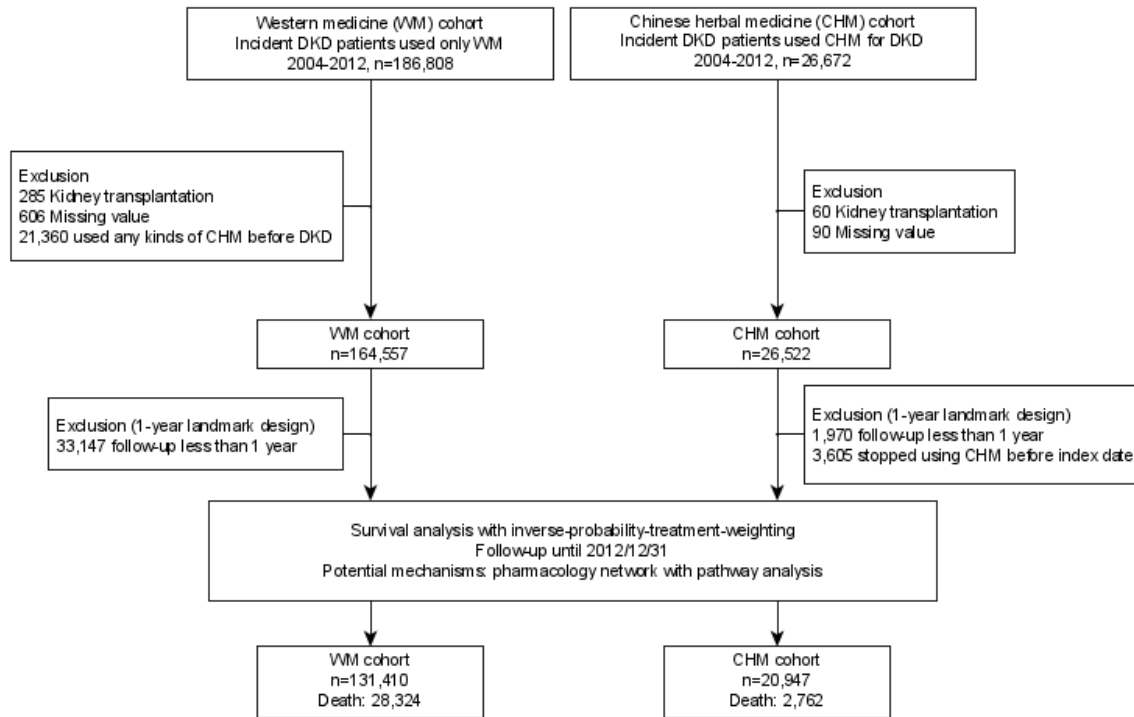 Western medicine (WM) cohort
Incident DKD patients used only WM
2004-2012, n=186,808
Chinese herbal medicine (CHM) cohort
Incident DKD patients used CHM for DKD
2004-2012, n=26,672
Exclusion
285 Kidney transplantation
606 Missing value
21,360 used any kinds of CHM before DKD
Exclusion
60 Kidney transplantation
90 Missing value
WM cohort
n=164,557
CHM cohort
n=26,522
Exclusion (1-year landmark design)
33,147 follow-up less than 1 year
Exclusion (1-year landmark design)
1,970 follow-up less than 1 year
3,605 stopped using CHM before index date
Survival analysis with inverse-probability-treatment-weighting
Follow-up until 2012/12/31
Potential mechanisms: pharmacology network with pathway analysis
WM cohort
n=131,410
Death: 28,324
CHM cohort
n=20,947
Death: 2,762